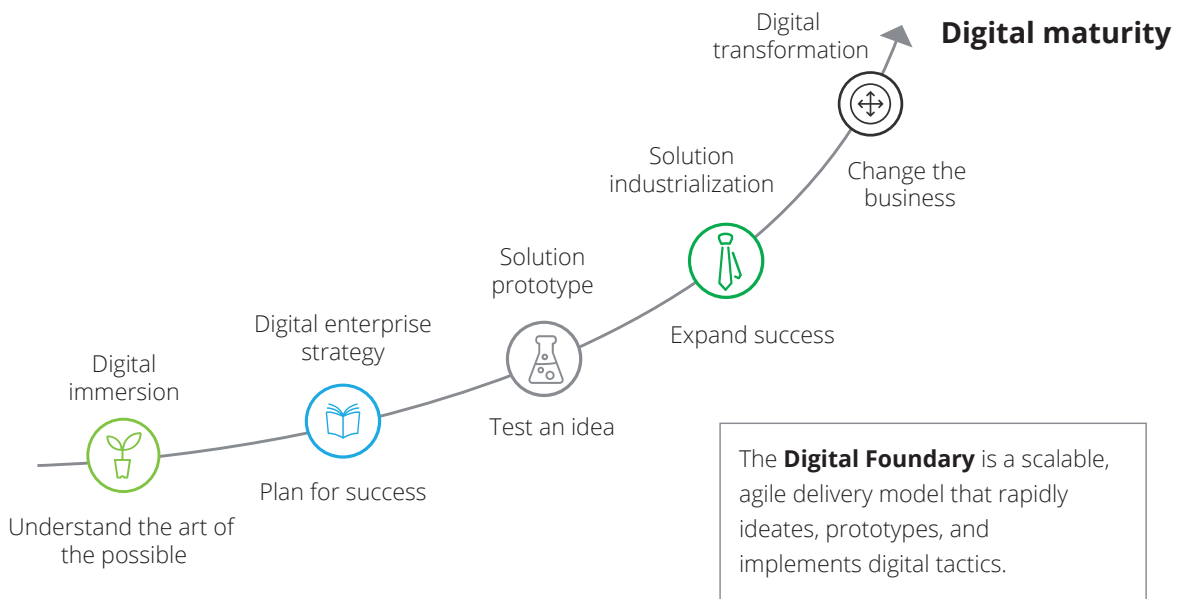 Digital
transformation
Digital maturity
Change the
business
Solution
industrialization
Expand success
Solution
prototype
Test an idea
Digital enterprise
strategy
Plan for success
Digital
immersion
Understand the art of
the possible
The Digital Foundary is a scalable,
agile delivery model that rapidly
ideates, prototypes, and
implements digital tactics.